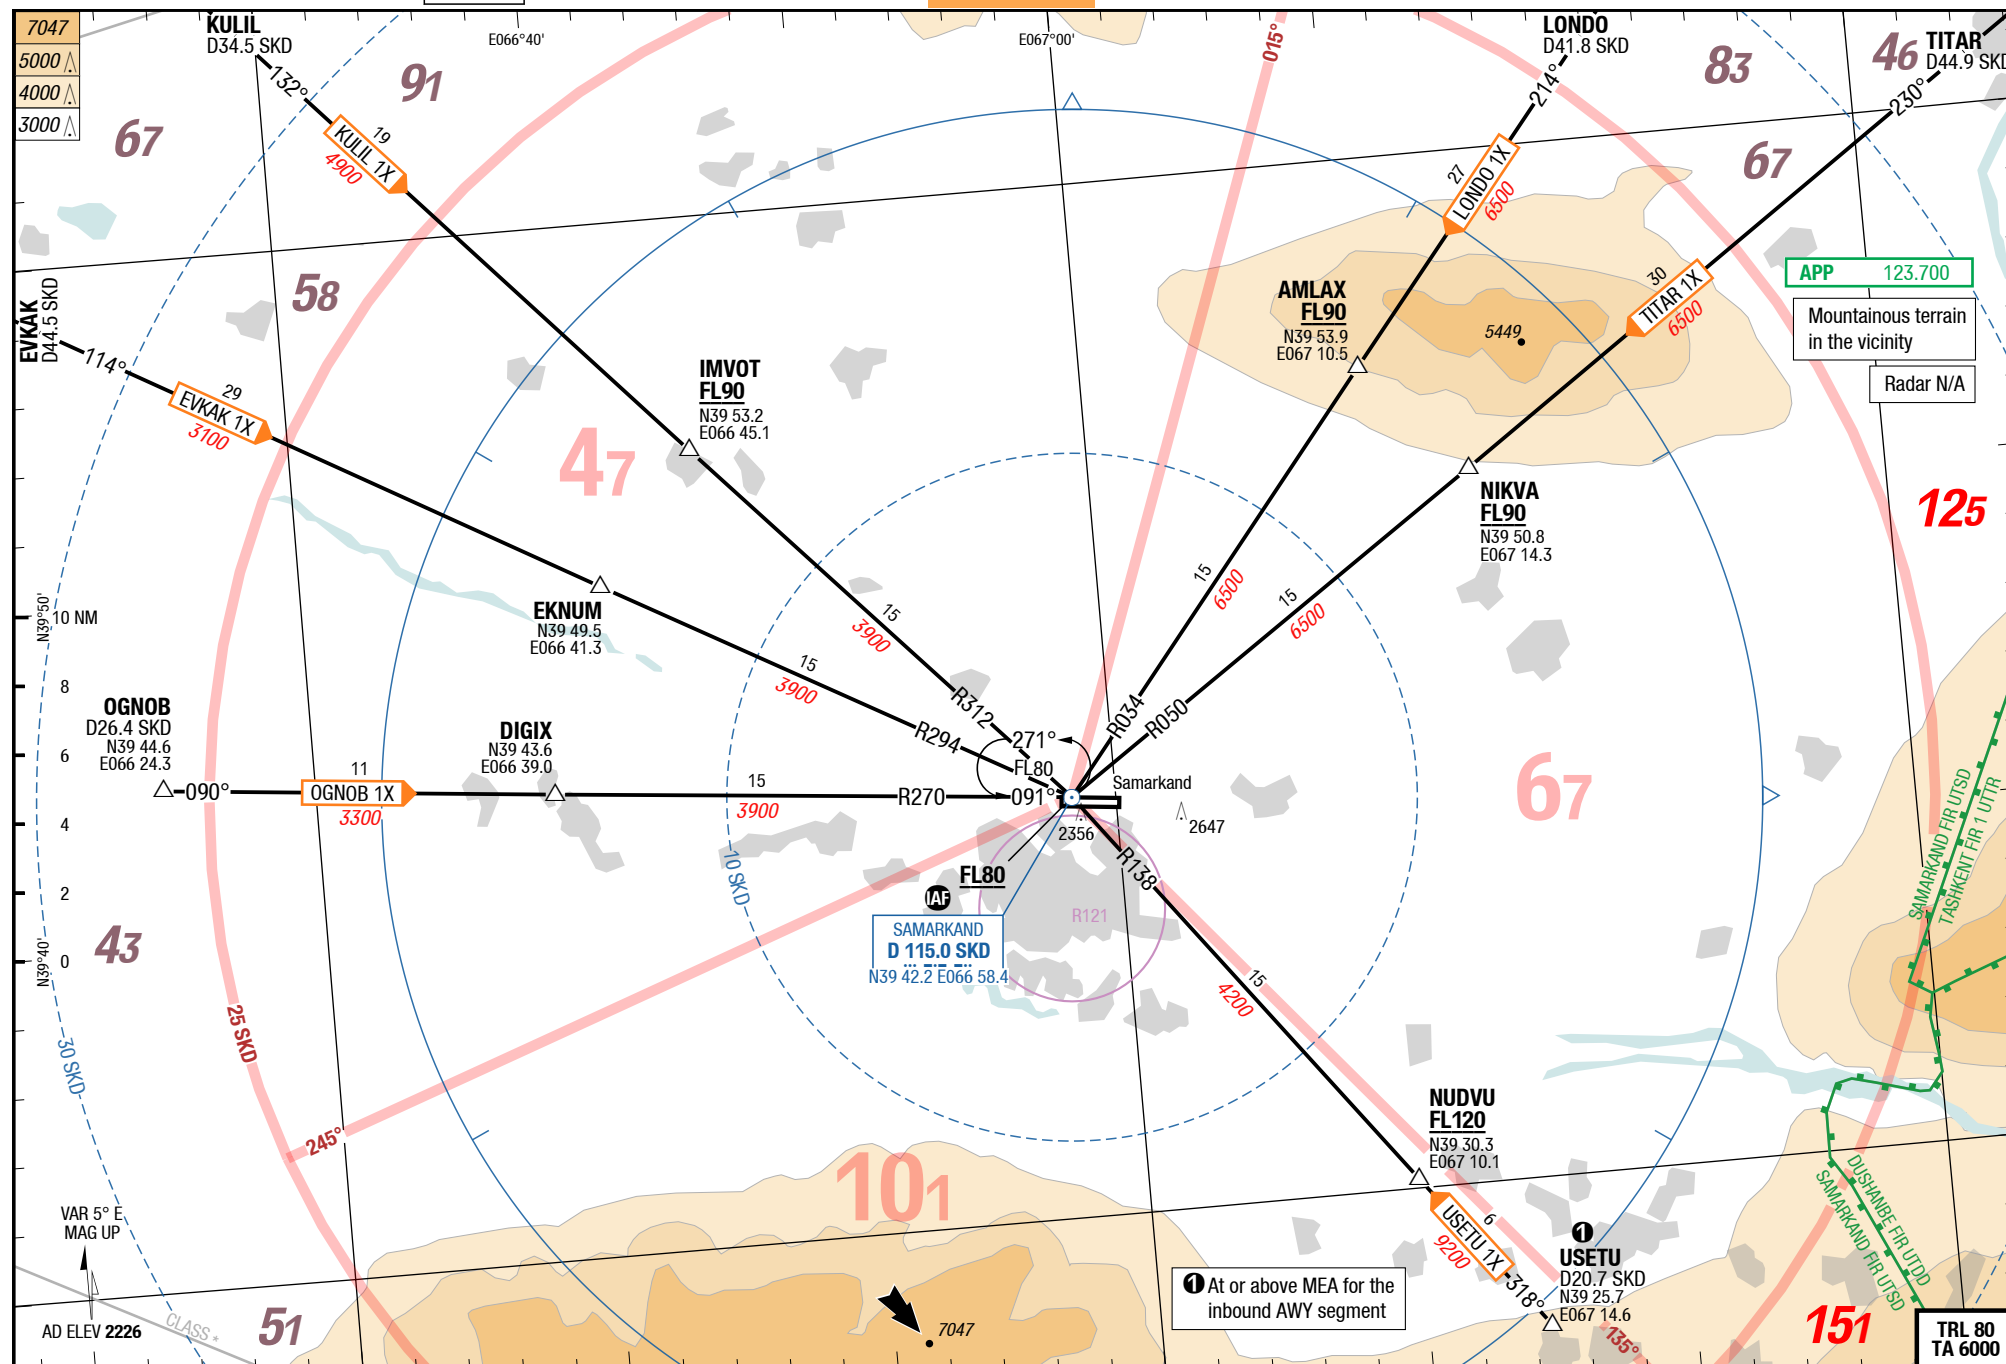 7047
5000
4000
3000
KULIL
D34.5 SKD
132°
KULIL 1X
19
4900
67
91
58
E066°40'
E067°00'
015°
LONDO
D41.8 SKD
214°
27
LONDO 1X
6500
83
46
TITAR
D44.9 SKD
230°
67
30
TITAR 1X
6500
APP 123.700
Mountainous terrain
in the vicinity
Radar N/A
EVKAK
D44.5 SKD
114°
29
EVKAK 1X
3100
IMVOT
FL90
N39 53.2
E066 45.1
47
AMLAX
FL90
N39 53.9
E067 10.5
5449
NIKVA
FL90
N39 50.8
E067 14.3
125
EKNUM
N39 49.5
E066 41.3
15
3900
15
3900
15
6500
15
6500
N39°50'
10 NM
8
6
4
2
0
N39°40'
OGNOB
D26.4 SKD
N39 44.6
E066 24.3
090°
11
OGNOB 1X
3300
DIGIX
N39 43.6
E066 39.0
15
3900
R270
R294
R312
R034
R050
271°
FL80
091°
Samarkand
2356
2647
R138
67
FL80
IAF
SAMARKAND
D 115.0 SKD
N39 42.2 E066 58.4
R121
10 SKD
43
25 SKD
30 SKD
245°
15
4200
SAMARKAND FIR UTSD
TASHKENT FIR 1 UTTR
NUDVU
FL120
N39 30.3
E067 10.1
101
6
USETU 1X
9200
318°
1
USETU
D20.7 SKD
N39 25.7
E067 14.6
135°
DUSHANBE FIR UTDD
SAMARKAND FIR UTSD
VAR 5° E
MAG UP
AD ELEV 2226
CLASS *
51
7047
1 At or above MEA for the
inbound AWY segment
151
TRL 80
TA 6000